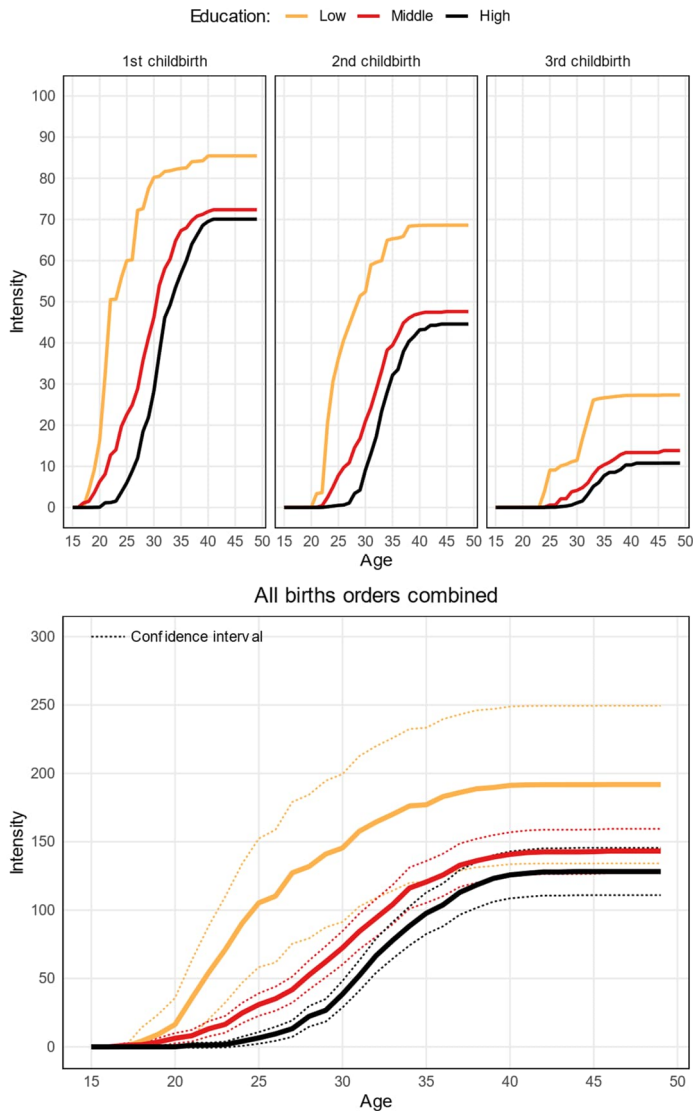 Education: Low Middle High
1st childbirth 2nd childbirth 3rd childbirth
100
90
80
70
60
50
40
30
20
10
0
Intensity
15 20 25 30 35 40 45 50 15 20 25 30 35 40 45 50 15 20 25 30 35 40 45 50
Age
All births orders combined
300
Confidence interval
250
200
150
100
50
0
Intensity
15 20 25 30 35 40 45 50
Age